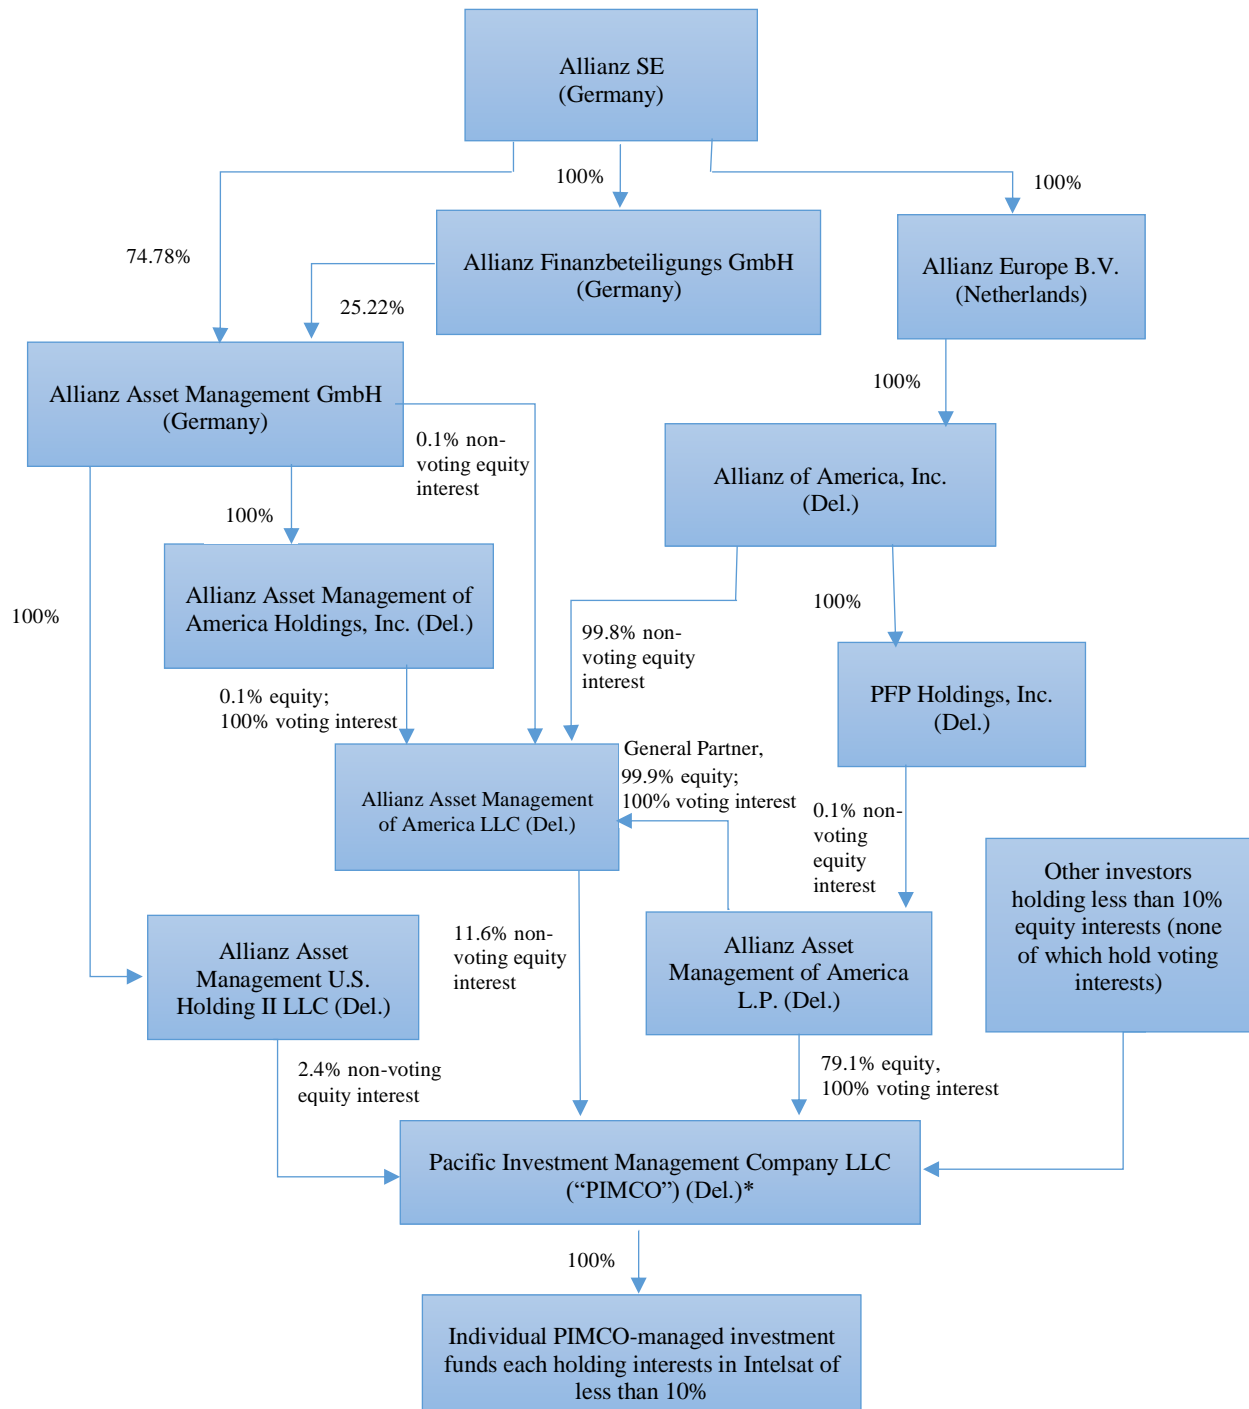 Allianz SE
(Germany)
100%
100%
74.78%
Allianz Finanzbeteiligungs GmbH
(Germany)
Allianz Europe B.V.
(Netherlands)
25.22%
Allianz Asset Management GmbH
(Germany)
100%
0.1% non-
voting equity
interest
Allianz of America, Inc.
(Del.)
100%
Allianz Asset Management of
America Holdings, Inc. (Del.)
100%
100%
99.8% non-
voting equity
interest
PFP Holdings, Inc.
(Del.)
0.1% equity;
100% voting interest
General Partner,
99.9% equity;
100% voting interest
Allianz Asset Management
of America LLC (Del.)
0.1% non-
voting
equity
interest
Other investors
holding less than 10%
equity interests (none
of which hold voting
interests)
Allianz Asset
Management U.S.
Holding II LLC (Del.)
11.6% non-
voting equity
interest
Allianz Asset
Management of America
L.P. (Del.)
2.4% non-voting
equity interest
79.1% equity,
100% voting interest
Pacific Investment Management Company LLC
(“PIMCO”) (Del.)*
100%
Individual PIMCO-managed investment
funds each holding interests in Intelsat of
less than 10%